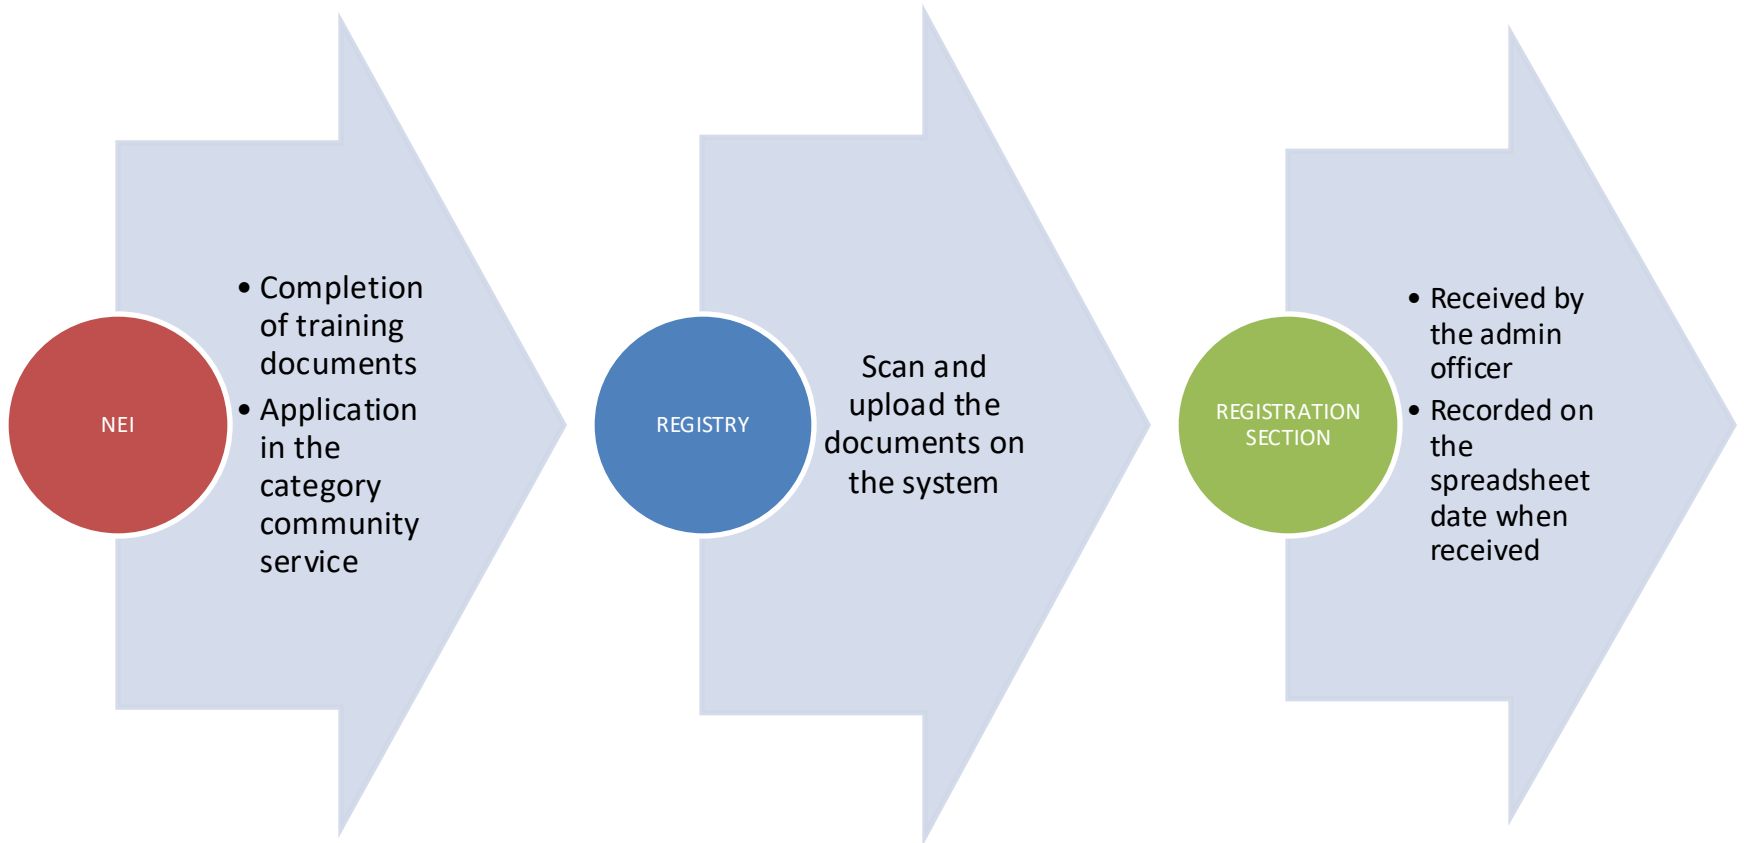 NEI
• Completion
of training
documents
• Application
in the
category
community
service
REGISTRY
Scan and
upload the
documents on
the system
REGISTRATION
SECTION
• Received by
the admin
officer
• Recorded on
the
spreadsheet
date when
received